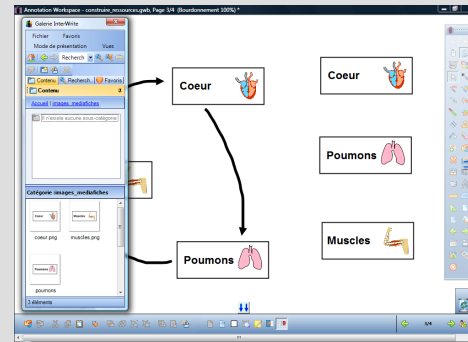 Annotation Workspace - construire_ressources.gwb, Page 3/4 (Bourdonnement 100%) *
Galerie InterWrite
Fichier Favoris
Mode de présentation Vues
Recherch
Contenu Recherch. Favoris
Contenu
Accueil | images_mediafiches
Il n'existe aucune sous-catégorie
Catégorie :images_mediafiches
coeur.png muscles.png
poumons
3 éléments
Coeur
Poumons
Coeur
Poumons
Muscles
3/4